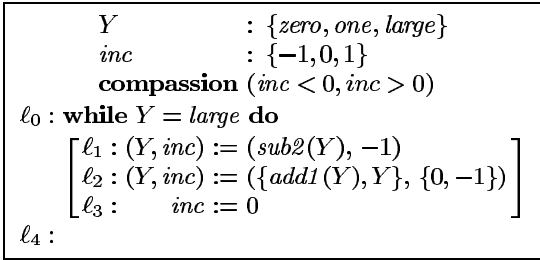 Y : {zero, one, large}
inc : {−1, 0, 1}
compassion (inc < 0, inc > 0)
ℓ0 : while Y = large do
ℓ1 : (Y, inc) := (sub2(Y), −1)
ℓ2 : (Y, inc) := ({add1(Y), Y}, {0, −1})
ℓ3 : inc := 0
ℓ4 :